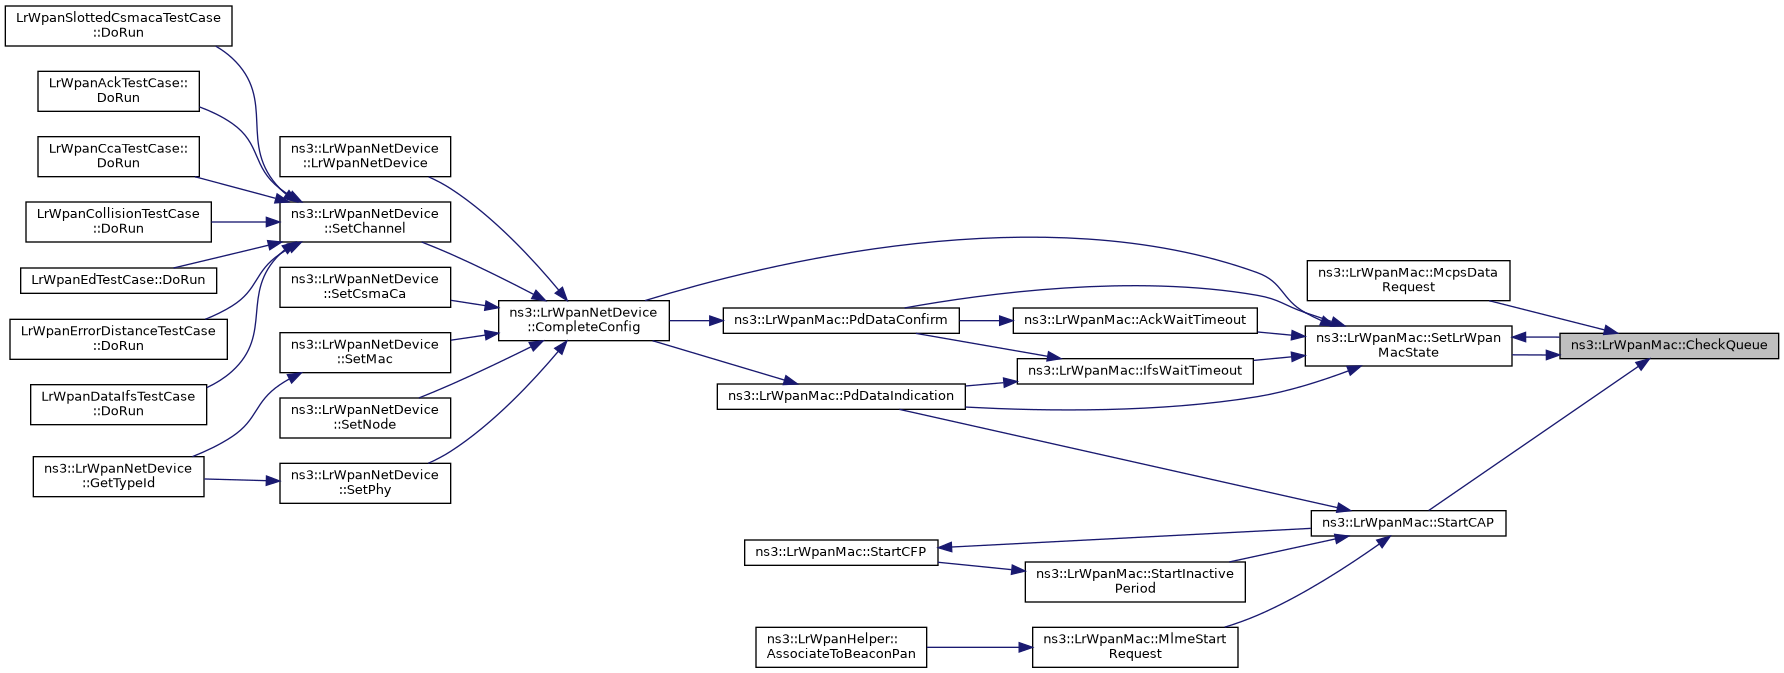 LrWpanSlottedCsmacaTestCase
::DoRun
LrWpanAckTestCase::
DoRun
LrWpanCcaTestCase::
DoRun
LrWpanCollisionTestCase
::DoRun
LrWpanEdTestCase::DoRun
LrWpanErrorDistanceTestCase
::DoRun
LrWpanDataIfsTestCase
::DoRun
ns3::LrWpanNetDevice
::GetTypeId
ns3::LrWpanNetDevice
::LrWpanNetDevice
ns3::LrWpanNetDevice
::SetChannel
ns3::LrWpanNetDevice
::SetCsmaCa
ns3::LrWpanNetDevice
::SetMac
ns3::LrWpanNetDevice
::SetNode
ns3::LrWpanNetDevice
::SetPhy
ns3::LrWpanNetDevice
::CompleteConfig
ns3::LrWpanMac::PdDataConfirm
ns3::LrWpanMac::PdDataIndication
ns3::LrWpanMac::StartCFP
ns3::LrWpanHelper::
AssociateToBeaconPan
ns3::LrWpanMac::AckWaitTimeout
ns3::LrWpanMac::IfsWaitTimeout
ns3::LrWpanMac::StartInactive
Period
ns3::LrWpanMac::MlmeStart
Request
ns3::LrWpanMac::McpsData
Request
ns3::LrWpanMac::SetLrWpan
MacState
ns3::LrWpanMac::StartCAP
ns3::LrWpanMac::CheckQueue